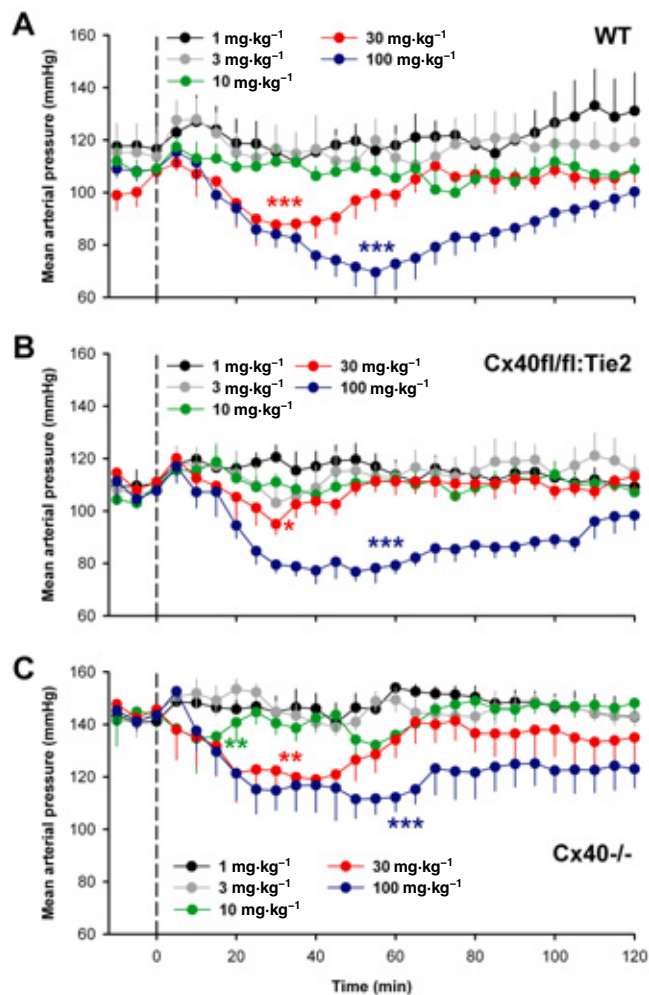 A
WT
1 mg·kg⁻¹ 30 mg·kg⁻¹
3 mg·kg⁻¹ 100 mg·kg⁻¹
10 mg·kg⁻¹
Mean arterial pressure (mmHg)
160
140
120
100
80
60
***
***
B
Cx40fl/fl:Tie2
1 mg·kg⁻¹ 30 mg·kg⁻¹
3 mg·kg⁻¹ 100 mg·kg⁻¹
10 mg·kg⁻¹
Mean arterial pressure (mmHg)
160
140
120
100
80
60
*
***
C
Mean arterial pressure (mmHg)
160
140
120
100
80
60
**
**
***
1 mg·kg⁻¹ 30 mg·kg⁻¹
3 mg·kg⁻¹ 100 mg·kg⁻¹
10 mg·kg⁻¹
Cx40-/-
0 20 40 60 80 100 120
Time (min)